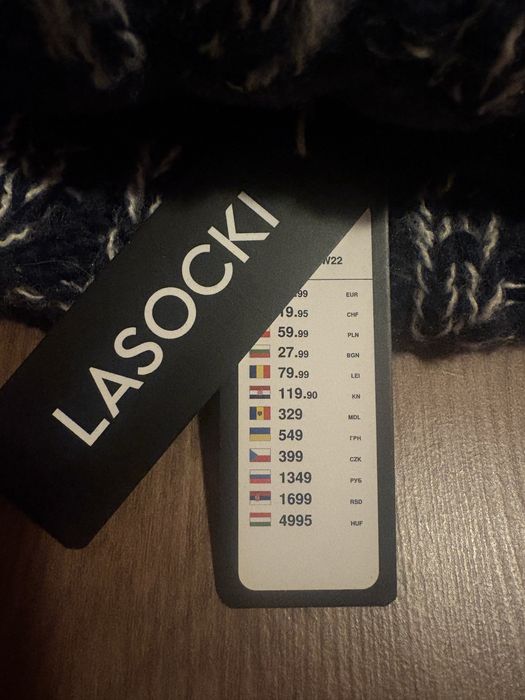 LASOCKI
W22
.99 EUR
19.95 CHF
59.99 PLN
27.99 BGN
79.99 LEI
119.90 KN
329 MDL
549 ГРН
399 CZK
1349 РУБ
1699 RSD
4995 HUF